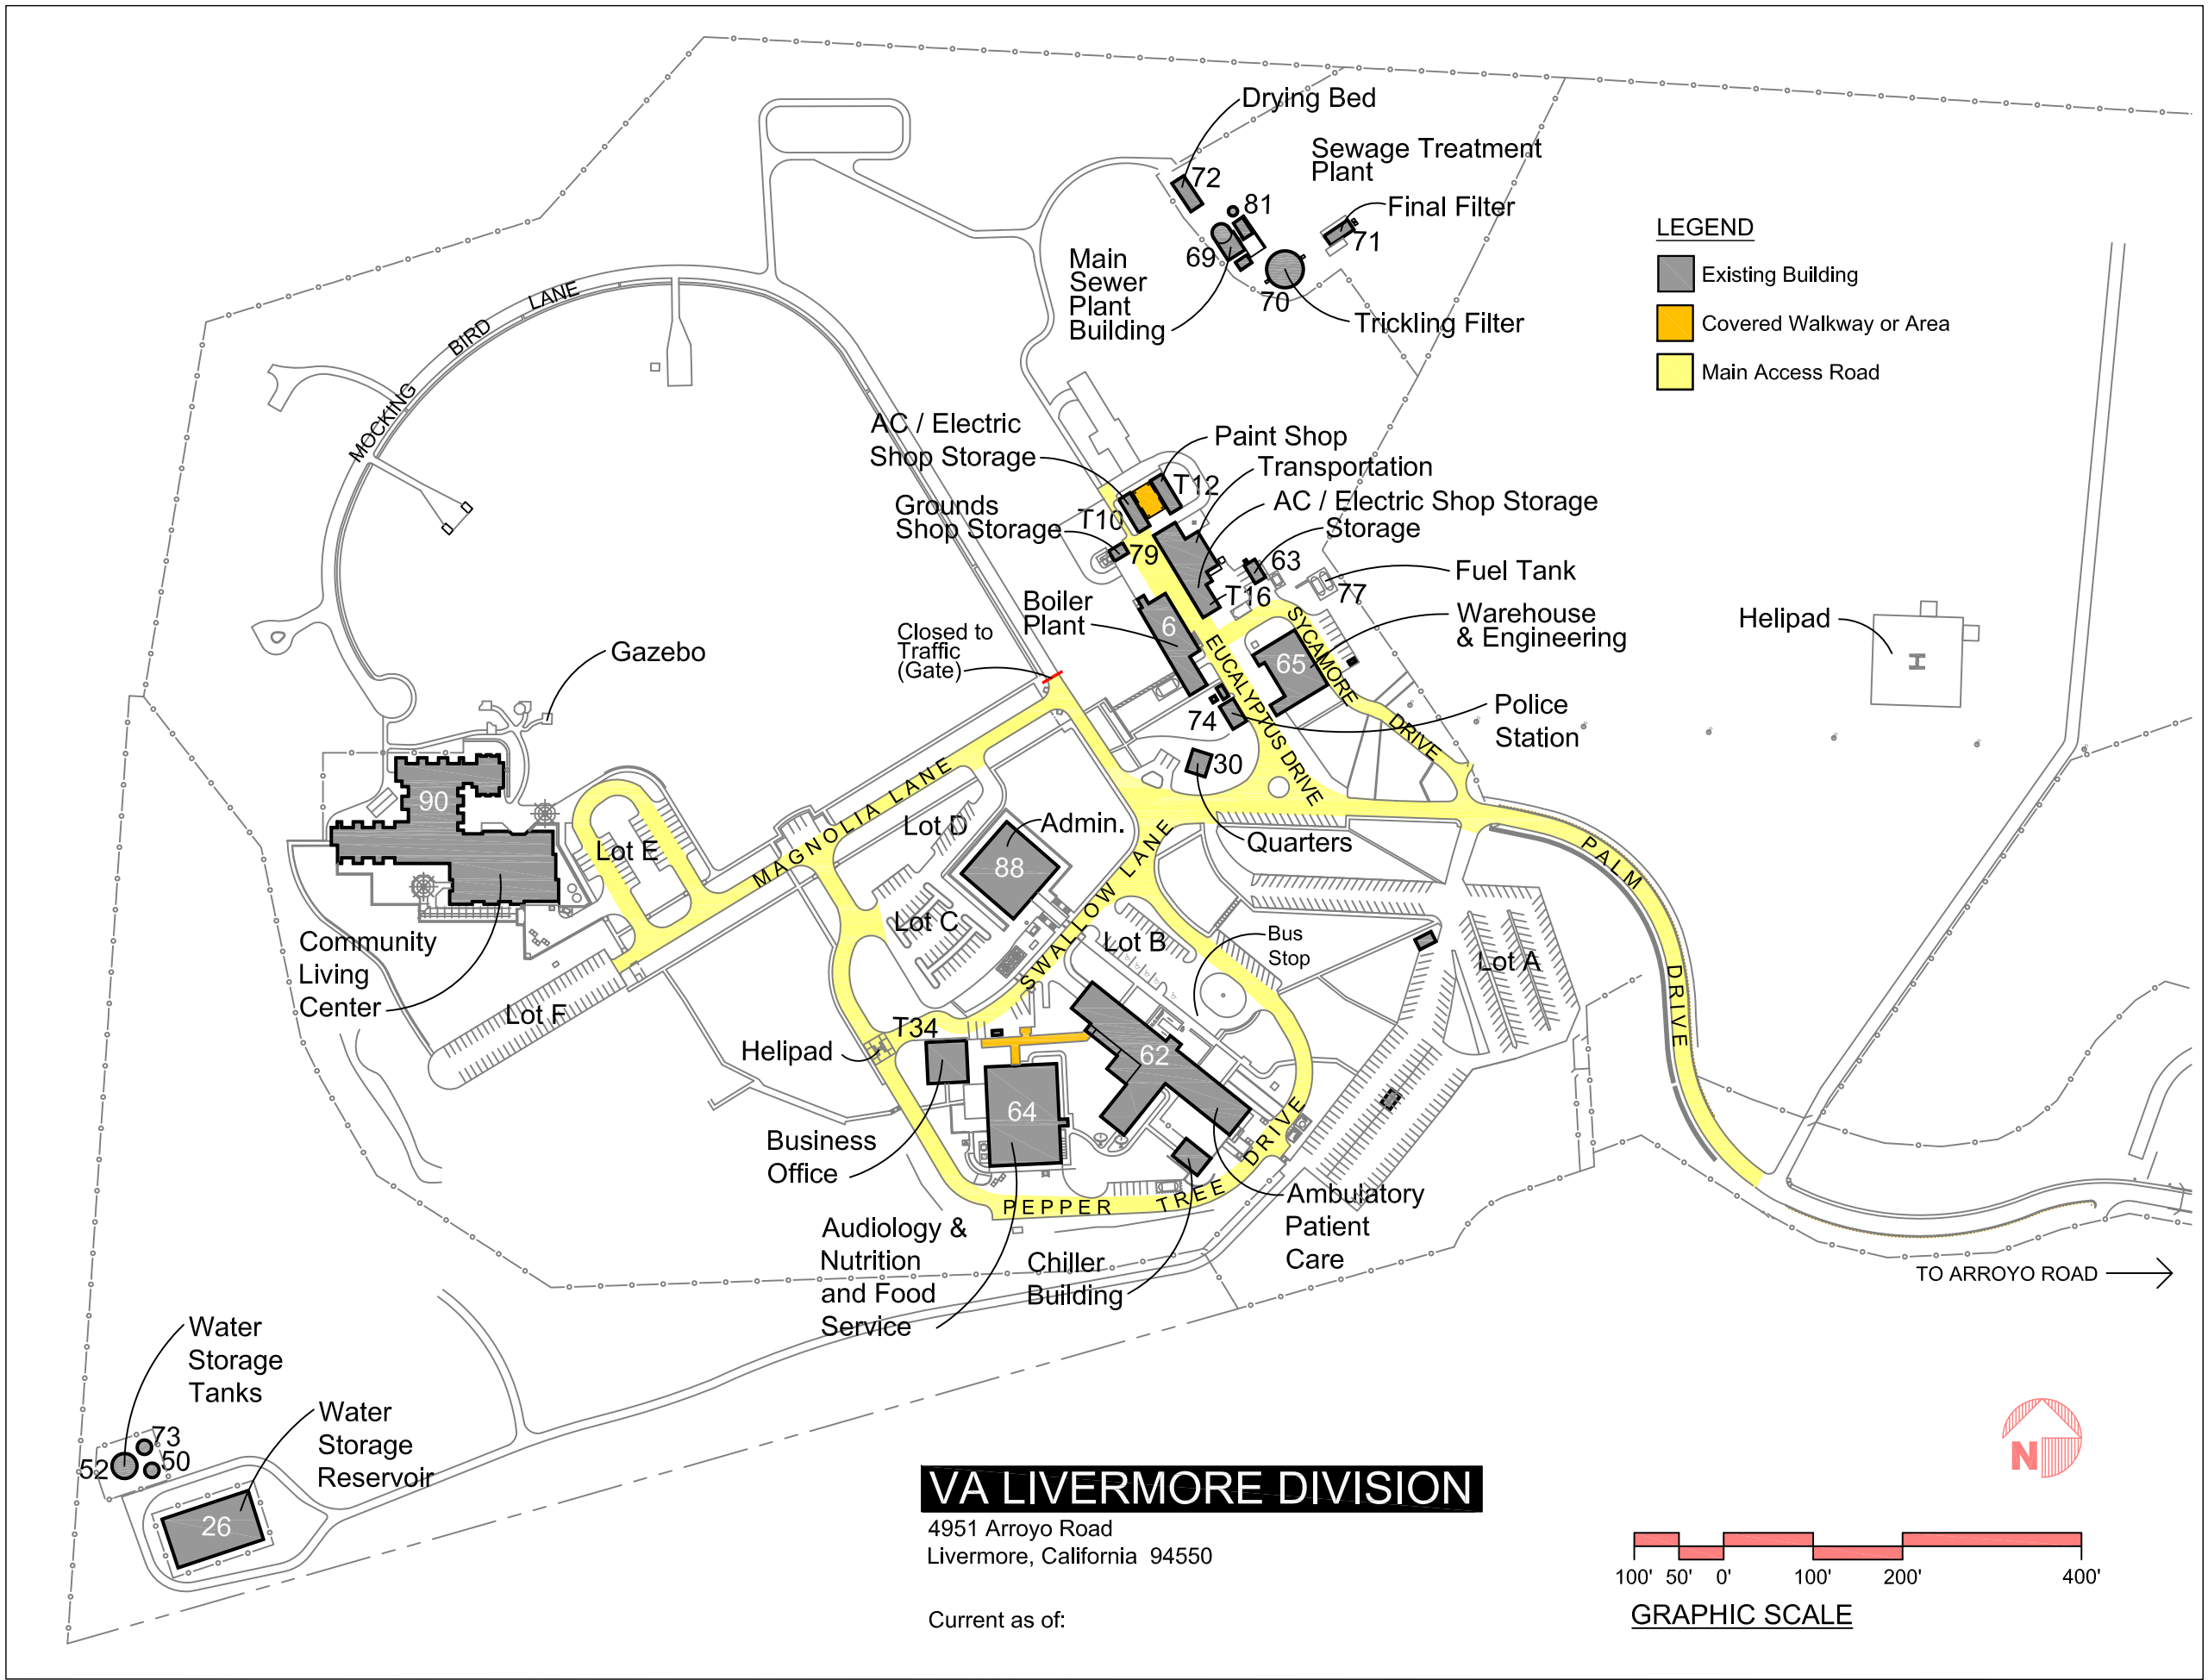 Drying Bed
Sewage Treatment
Plant
72
81
Final Filter
71
69
Main
Sewer
Plant
Building
70
Trickling Filter
LEGEND
Existing Building
Covered Walkway or Area
Main Access Road
MOCKING BIRD LANE
AC / Electric
Shop Storage
Paint Shop
Transportation
T12
T10
AC / Electric Shop Storage
Grounds
Shop Storage
Storage
79
63
Fuel Tank
77
T16
Boiler
Plant
6
Warehouse
& Engineering
65
Helipad
H
Closed to
Traffic
(Gate)
Gazebo
SYCAMORE DRIVE
EUCALYPTUS DRIVE
74
Police
Station
30
Quarters
90
Lot E
MAGNOLIA LANE
Lot D
Admin.
88
Lot C
SWALLOW LANE
Lot B
Bus
Stop
Lot A
PALM DRIVE
Community
Living
Center
Lot F
T34
Helipad
62
64
Business
Office
PEPPER TREE DRIVE
Ambulatory
Patient
Care
Audiology &
Nutrition
and Food
Service
Chiller
Building
TO ARROYO ROAD
Water
Storage
Tanks
73
52
50
Water
Storage
Reservoir
26
VA LIVERMORE DIVISION
4951 Arroyo Road
Livermore, California 94550
Current as of:
N
100' 50' 0' 100' 200' 400'
GRAPHIC SCALE